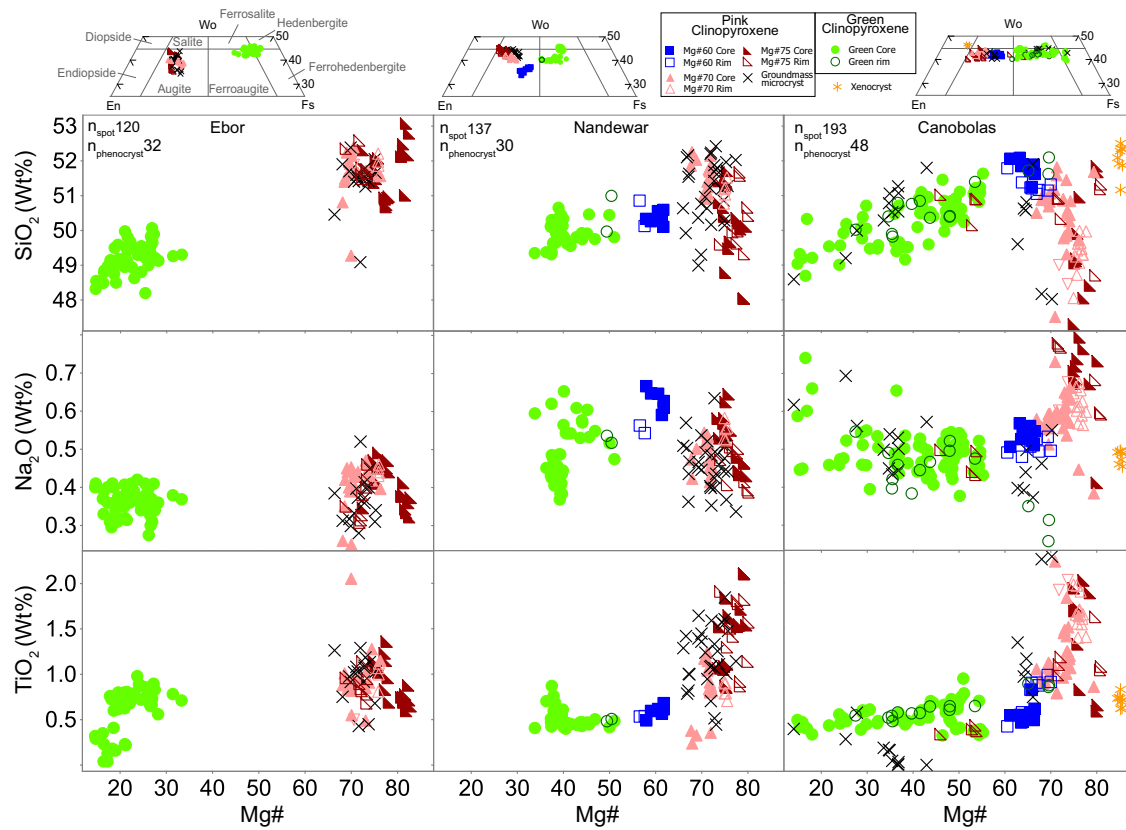 Wo
Ferrosalite
Hedenbergite
Diopside
Salite
50
40
Endiopside
Ferrohedenbergite
30
Augite
Ferroaugite
En
Fs
Wo
50
40
30
En
Fs
Pink
Clinopyroxene
Mg#60 Core
Mg#75 Core
Mg#60 Rim
Mg#75 Rim
Mg#70 Core
Groundmass
microcryst
Mg#70 Rim
Green
Clinopyroxene
Green Core
Green rim
Xenocryst
Wo
50
40
30
En
Fs
nspot120
Ebor
nphenocryst32
nspot137
Nandewar
nphenocryst30
nspot193
Canobolas
nphenocryst48
SiO2 (Wt%)
53
52
51
50
49
48
Na2O (Wt%)
0.7
0.6
0.5
0.4
0.3
TiO2 (Wt%)
2.0
1.5
1.0
0.5
20 30 40 50 60 70 80
20 30 40 50 60 70 80
20 30 40 50 60 70 80
Mg#
Mg#
Mg#